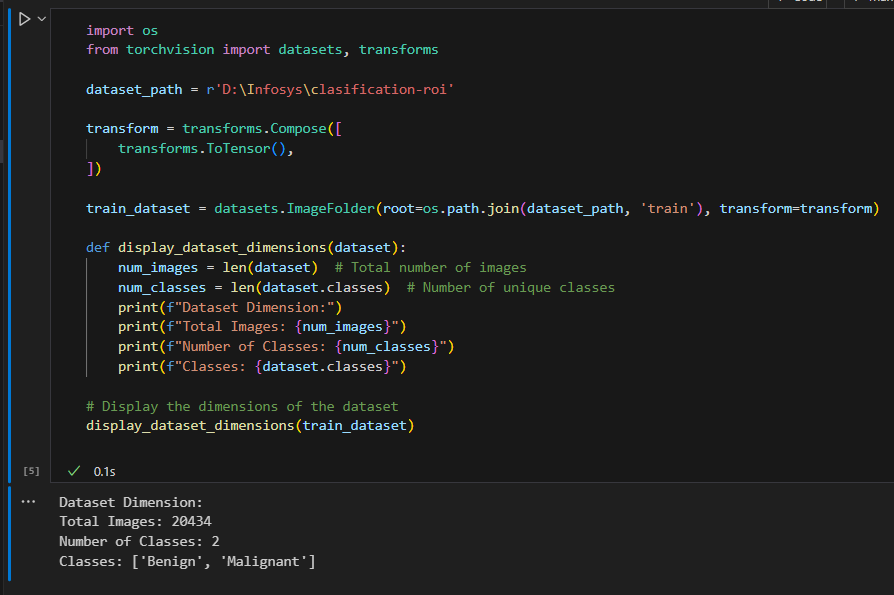 import os
from torchvision import datasets, transforms
dataset_path = r'D:\Infosys\clasification-roi'
transform = transforms.Compose([
    transforms.ToTensor(),
])
train_dataset = datasets.ImageFolder(root=os.path.join(dataset_path, 'train'), transform=transform)
def display_dataset_dimensions(dataset):
    num_images = len(dataset)  # Total number of images
    num_classes = len(dataset.classes)  # Number of unique classes
    print(f"Dataset Dimension:")
    print(f"Total Images: {num_images}")
    print(f"Number of Classes: {num_classes}")
    print(f"Classes: {dataset.classes}")
# Display the dimensions of the dataset
display_dataset_dimensions(train_dataset)
[5] ✓ 0.1s
... Dataset Dimension:
Total Images: 20434
Number of Classes: 2
Classes: ['Benign', 'Malignant']